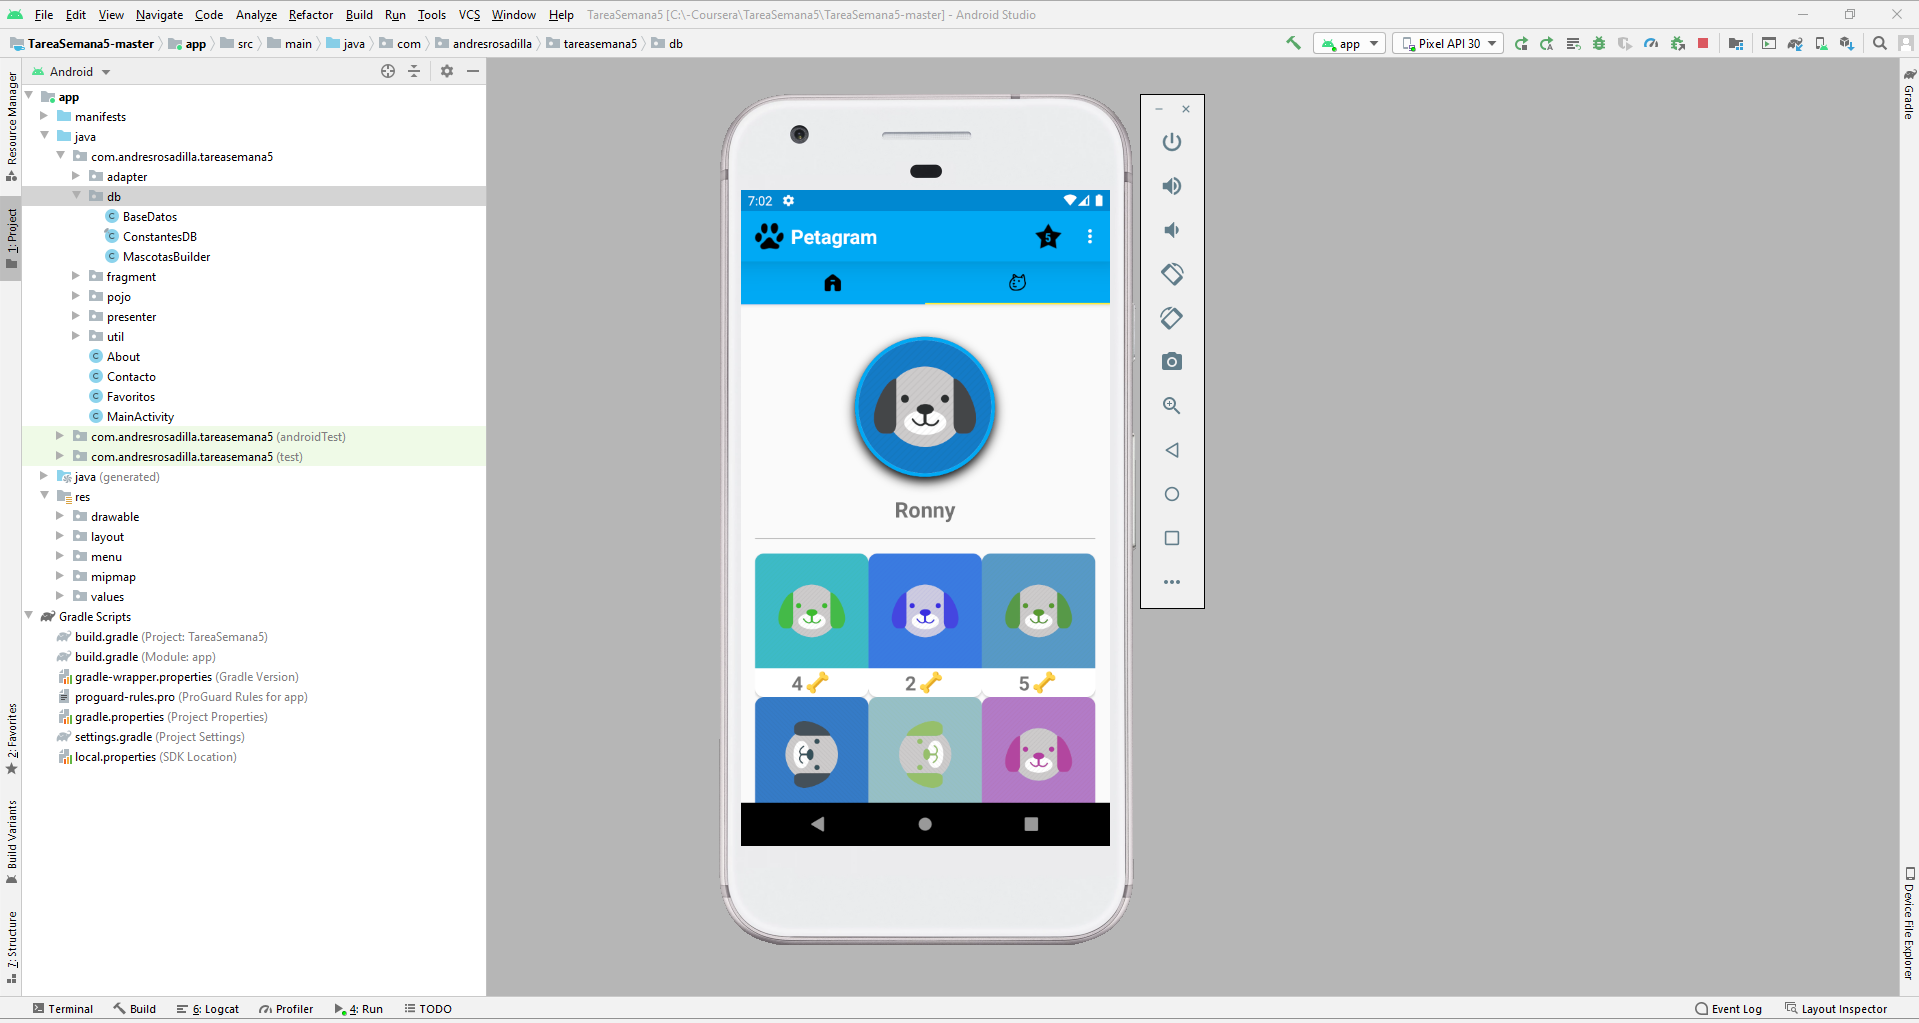 File Edit View Navigate Code Analyze Refactor Build Run Tools VCS Window Help TareaSemana5 [C:\-Coursera\TareaSemana5\TareaSemana5-master] - Android Studio
TareaSemana5-master app src main java com andresrosadilla tareasemana5 db app Pixel API 30
Android
app
manifests
java
com.andresrosadilla.tareasemana5
adapter
db
BaseDatos
ConstantesDB
MascotasBuilder
fragment
pojo
presenter
util
About
Contacto
Favoritos
MainActivity
com.andresrosadilla.tareasemana5 (androidTest)
com.andresrosadilla.tareasemana5 (test)
java (generated)
res
drawable
layout
menu
mipmap
values
Gradle Scripts
build.gradle (Project: TareaSemana5)
build.gradle (Module: app)
gradle-wrapper.properties (Gradle Version)
proguard-rules.pro (ProGuard Rules for app)
gradle.properties (Project Properties)
settings.gradle (Project Settings)
local.properties (SDK Location)
Resource Manager
1: Project
2: Favorites
Build Variants
7: Structure
7:02
Petagram
5
Ronny
4 2 5
Gradle
Device File Explorer
Terminal Build 6: Logcat Profiler 4: Run TODO Event Log Layout Inspector